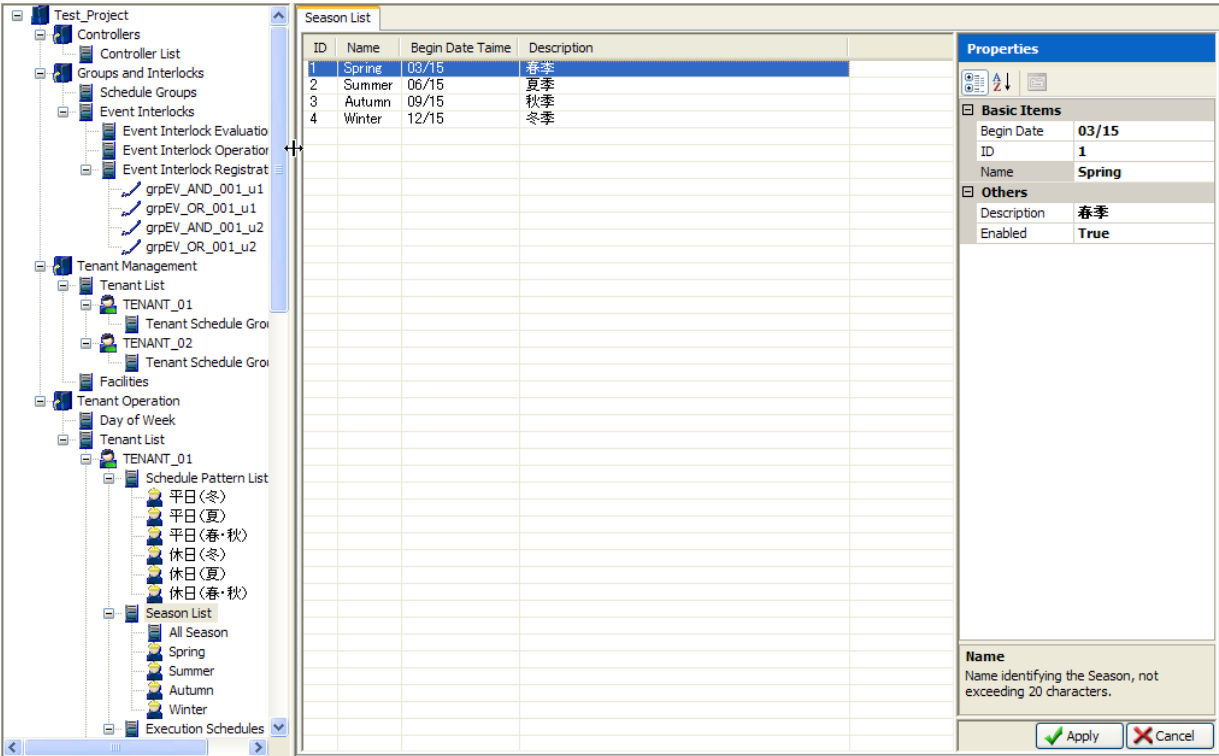 Test_Project
Controllers
Controller List
Groups and Interlocks
Schedule Groups
Event Interlocks
Event Interlock Evaluatio
Event Interlock Operation
Event Interlock Registrat
grpEV_AND_001_u1
grpEV_OR_001_u1
grpEV_AND_001_u2
grpEV_OR_001_u2
Tenant Management
Tenant List
TENANT_01
Tenant Schedule Grou
TENANT_02
Tenant Schedule Grou
Facilities
Tenant Operation
Day of Week
Tenant List
TENANT_01
Schedule Pattern List
平日(冬)
平日(夏)
平日(春・秋)
休日(冬)
休日(夏)
休日(春・秋)
Season List
All Season
Spring
Summer
Autumn
Winter
Execution Schedules
Season List
ID Name Begin Date Taime Description
1 Spring 03/15 春季
2 Summer 06/15 夏季
3 Autumn 09/15 秋季
4 Winter 12/15 冬季
Properties
Basic Items
Begin Date 03/15
ID 1
Name Spring
Others
Description 春季
Enabled True
Name
Name identifying the Season, not
exceeding 20 characters.
Apply Cancel